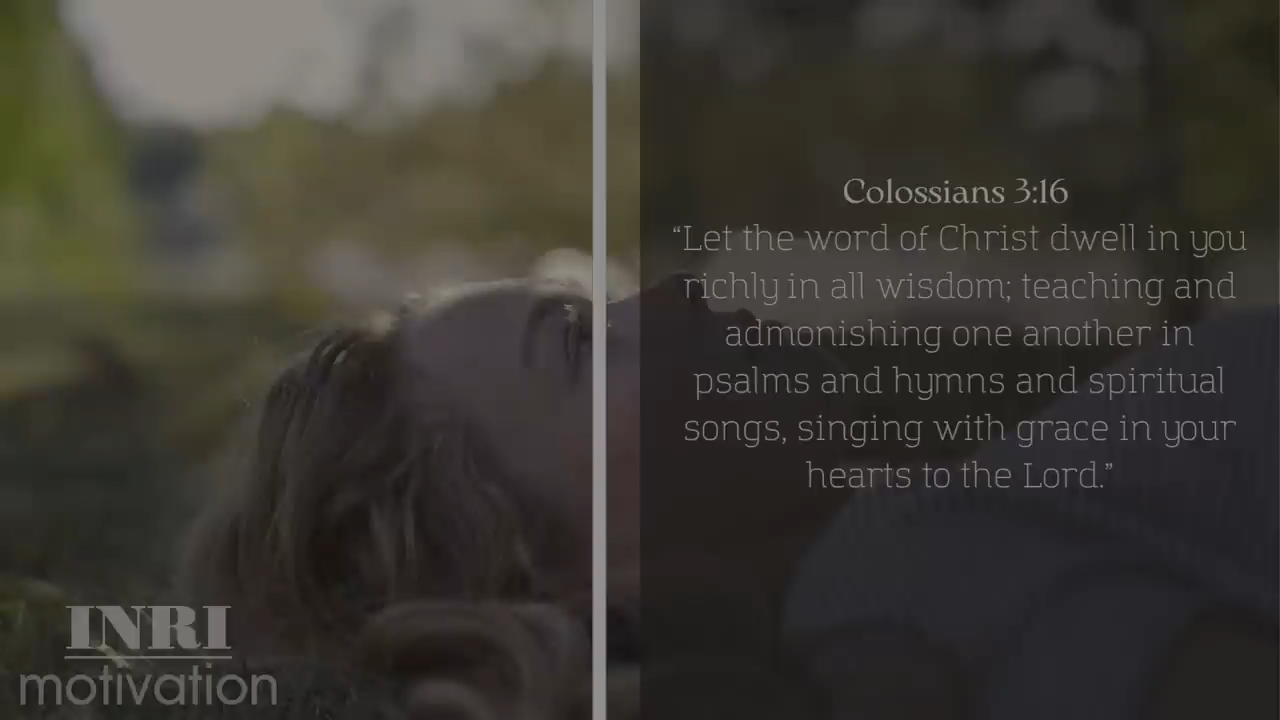 Colossians 3:16
“Let the word of Christ dwell in you
richly in all wisdom; teaching and
admonishing one another in
psalms and hymns and spiritual
songs, singing with grace in your
hearts to the Lord.”
INRI
motivation